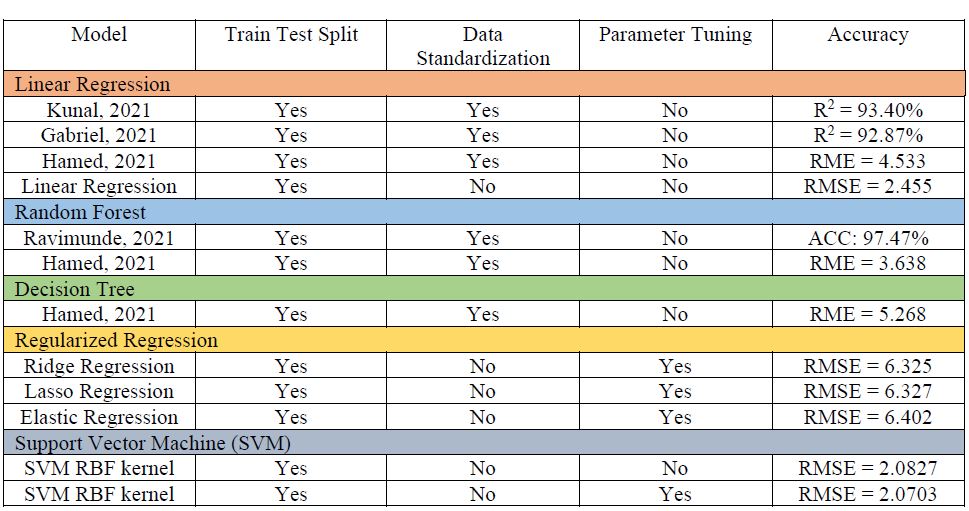 Model Train Test Split Data Standardization Parameter Tuning Accuracy
Linear Regression
Kunal, 2021 Yes Yes No R² = 93.40%
Gabriel, 2021 Yes Yes No R² = 92.87%
Hamed, 2021 Yes Yes No RME = 4.533
Linear Regression Yes No No RMSE = 2.455
Random Forest
Ravimunde, 2021 Yes Yes No ACC: 97.47%
Hamed, 2021 Yes Yes No RME = 3.638
Decision Tree
Hamed, 2021 Yes Yes No RME = 5.268
Regularized Regression
Ridge Regression Yes No Yes RMSE = 6.325
Lasso Regression Yes No Yes RMSE = 6.327
Elastic Regression Yes No Yes RMSE = 6.402
Support Vector Machine (SVM)
SVM RBF kernel Yes No No RMSE = 2.0827
SVM RBF kernel Yes No Yes RMSE = 2.0703